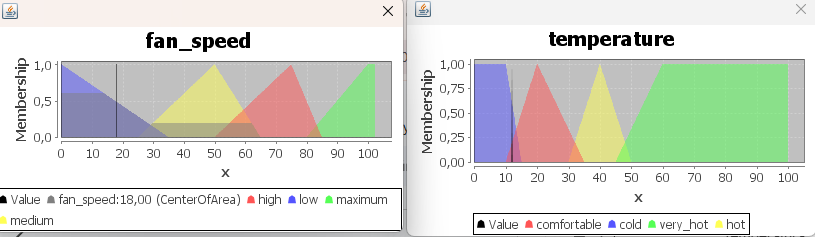 fan_speed
Membership
1,0
0,5
0,0
0 10 20 30 40 50 60 70 80 90 100
x
Value fan_speed:18,00 (CenterOfArea) high low maximum
medium
temperature
Membership
1,00
0,75
0,50
0,25
0,00
0 10 20 30 40 50 60 70 80 90 100
x
Value comfortable cold very_hot hot